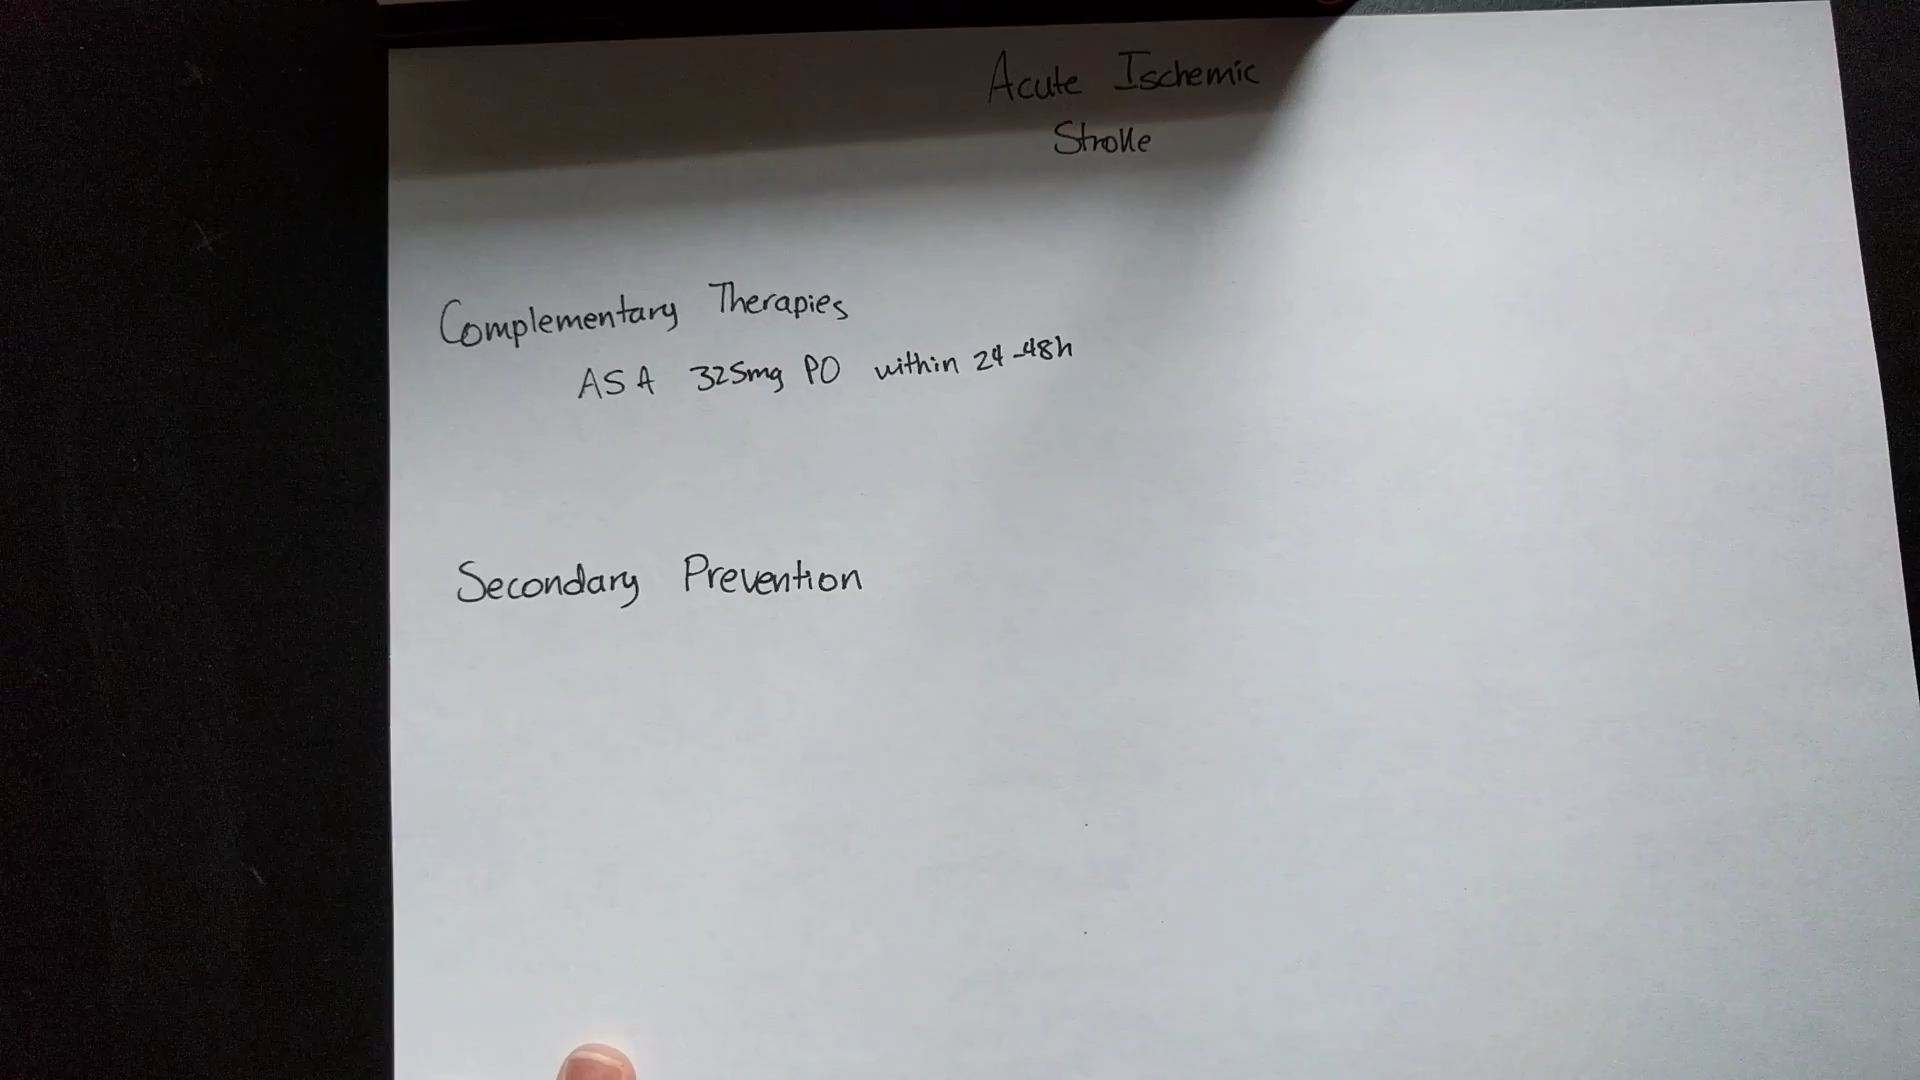 Acute Ischemic
Stroke
Complementary Therapies
ASA 325mg PO within 24-48h
Secondary Prevention